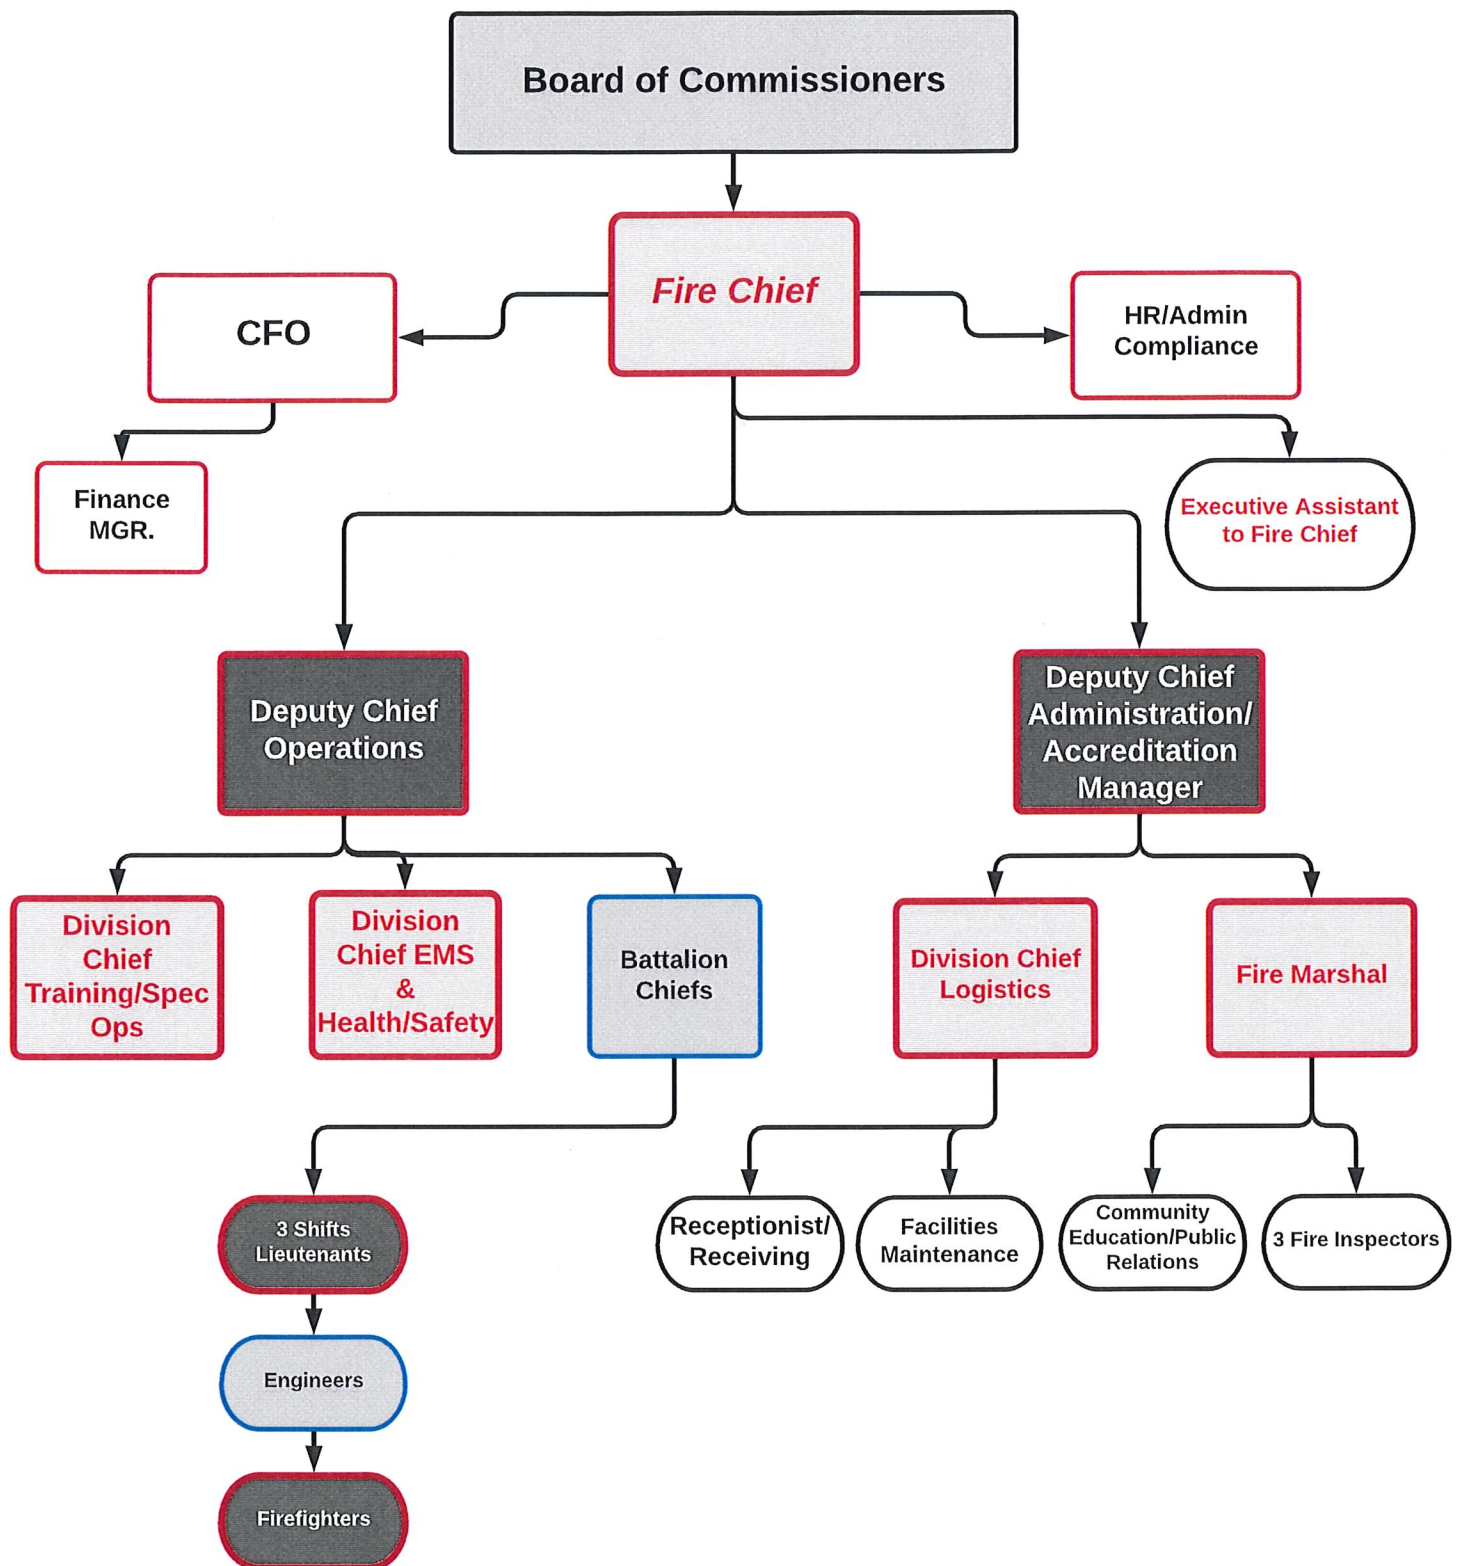 Board of Commissioners
Fire Chief
CFO
HR/Admin
Compliance
Finance
MGR.
Executive Assistant
to Fire Chief
Deputy Chief
Operations
Deputy Chief
Administration/
Accreditation
Manager
Division
Chief
Training/Spec
Ops
Division
Chief EMS
&
Health/Safety
Battalion
Chiefs
Division Chief
Logistics
Fire Marshal
3 Shifts
Lieutenants
Receptionist/
Receiving
Facilities
Maintenance
Community
Education/Public
Relations
3 Fire Inspectors
Engineers
Firefighters